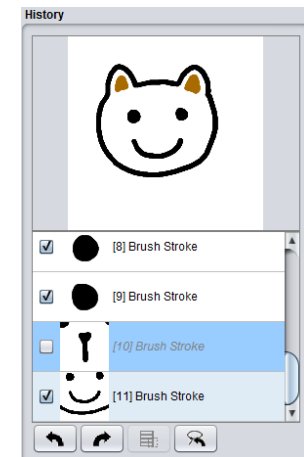 History
[8] Brush Stroke
[9] Brush Stroke
[10] Brush Stroke
[11] Brush Stroke